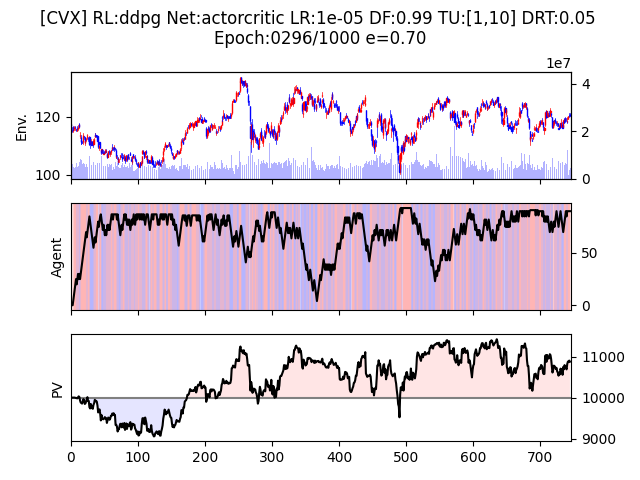 [CVX] RL:ddpg Net:actorcritic LR:1e-05 DF:0.99 TU:[1,10] DRT:0.05
Epoch:0296/1000 e=0.70
1e7
Env.
120
100
4
2
0
Agent
50
0
PV
11000
10000
9000
0 100 200 300 400 500 600 700